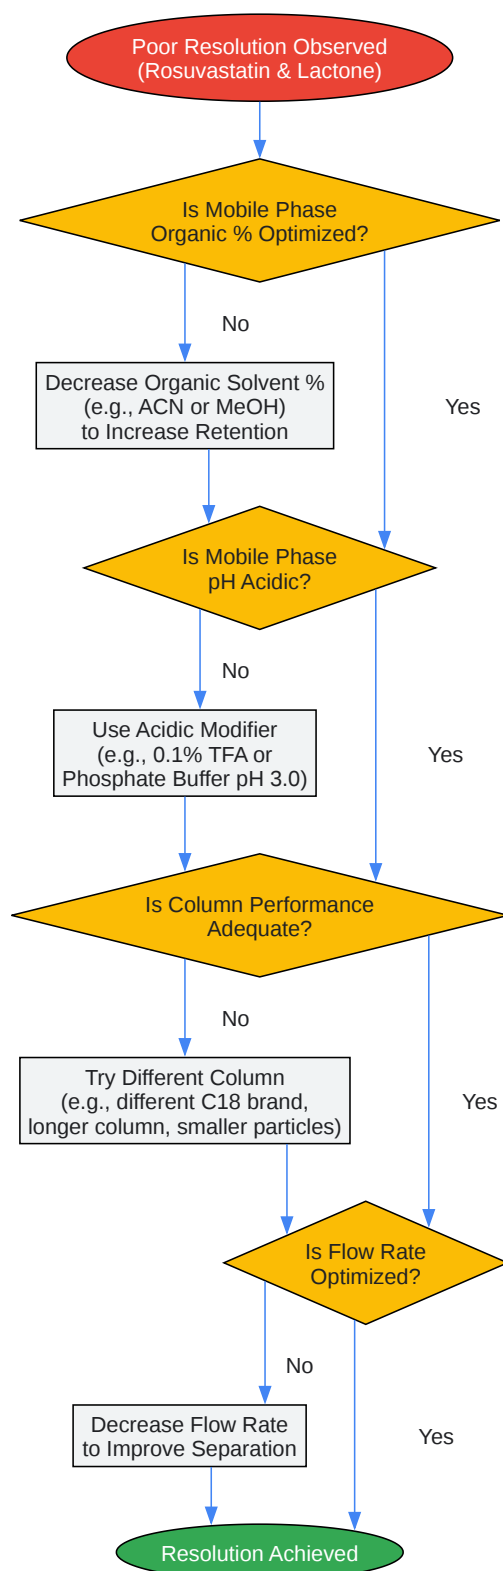 Poor Resolution Observed
(Rosuvastatin & Lactone)
Is Mobile Phase
Organic % Optimized?
No
Decrease Organic Solvent %
(e.g., ACN or MeOH)
to Increase Retention
Yes
Is Mobile Phase
pH Acidic?
No
Use Acidic Modifier
(e.g., 0.1% TFA or
Phosphate Buffer pH 3.0)
Yes
Is Column Performance
Adequate?
No
Try Different Column
(e.g., different C18 brand,
longer column, smaller particles)
Yes
Is Flow Rate
Optimized?
No
Decrease Flow Rate
to Improve Separation
Yes
Resolution Achieved